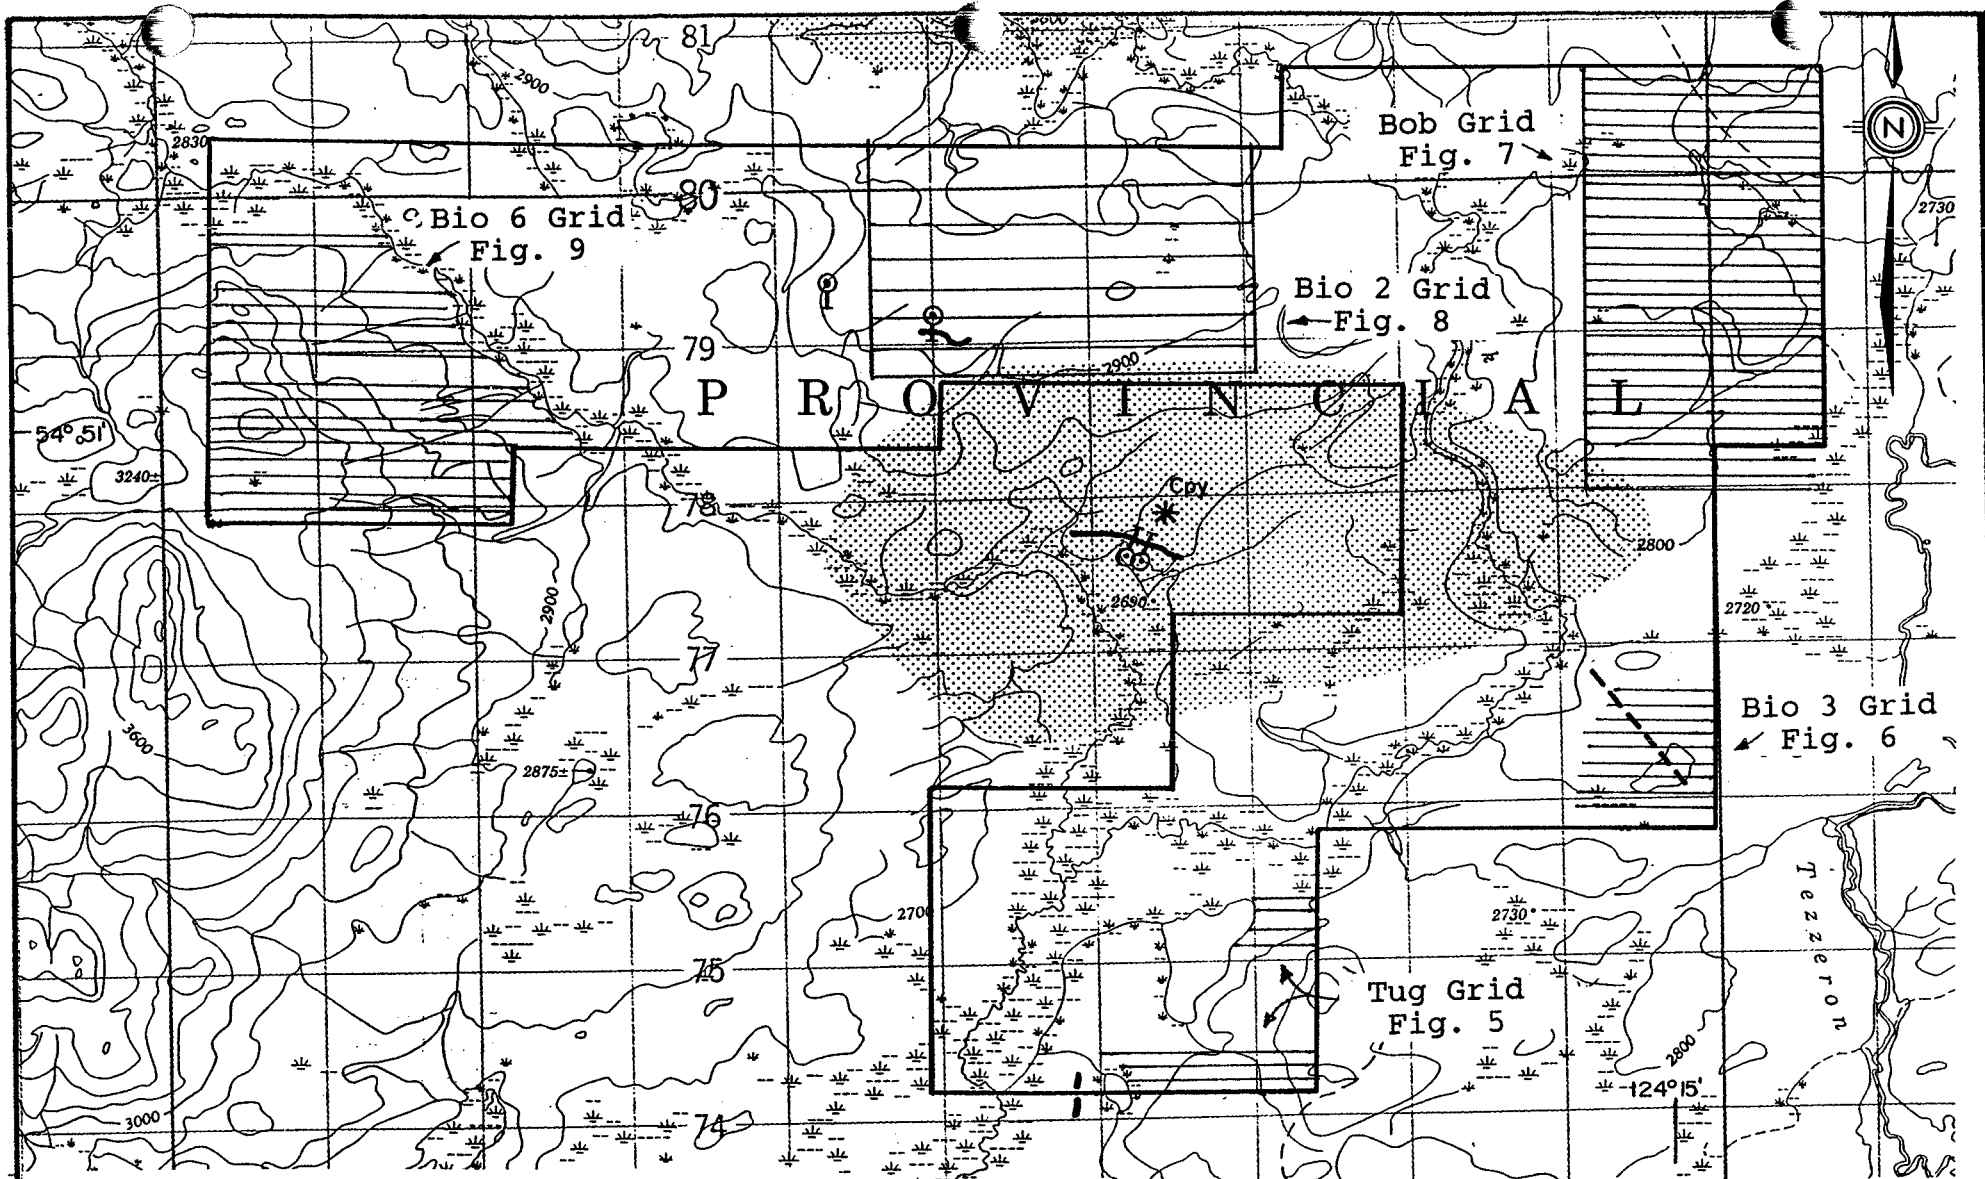 81
2900
2830
Bob Grid
Fig. 7
N
80
2730
Bio 6 Grid
Fig. 9
Bio 2 Grid
Fig. 8
79
2900
PROVINCIAL
54°51'
3240±
78
Cpy
2800
2900
2690
2720
77
3600
Bio 3 Grid
Fig. 6
2875±
76
2700
2730
Tezzeron
75
Tug Grid
Fig. 5
2800
124°15'
3000
74